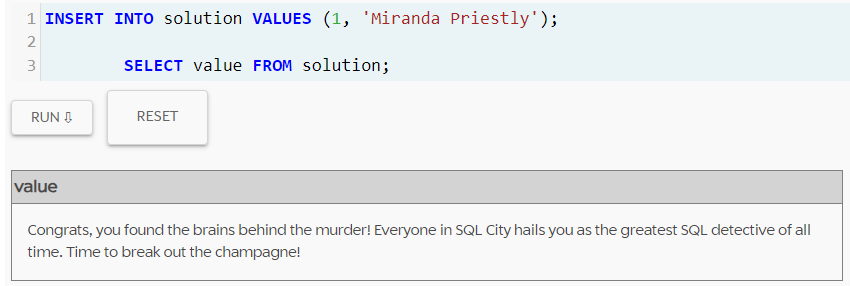 1 INSERT INTO solution VALUES (1, 'Miranda Priestly');
2
3 SELECT value FROM solution;
RUN ⇩ RESET
value
Congrats, you found the brains behind the murder! Everyone in SQL City hails you as the greatest SQL detective of all
time. Time to break out the champagne!